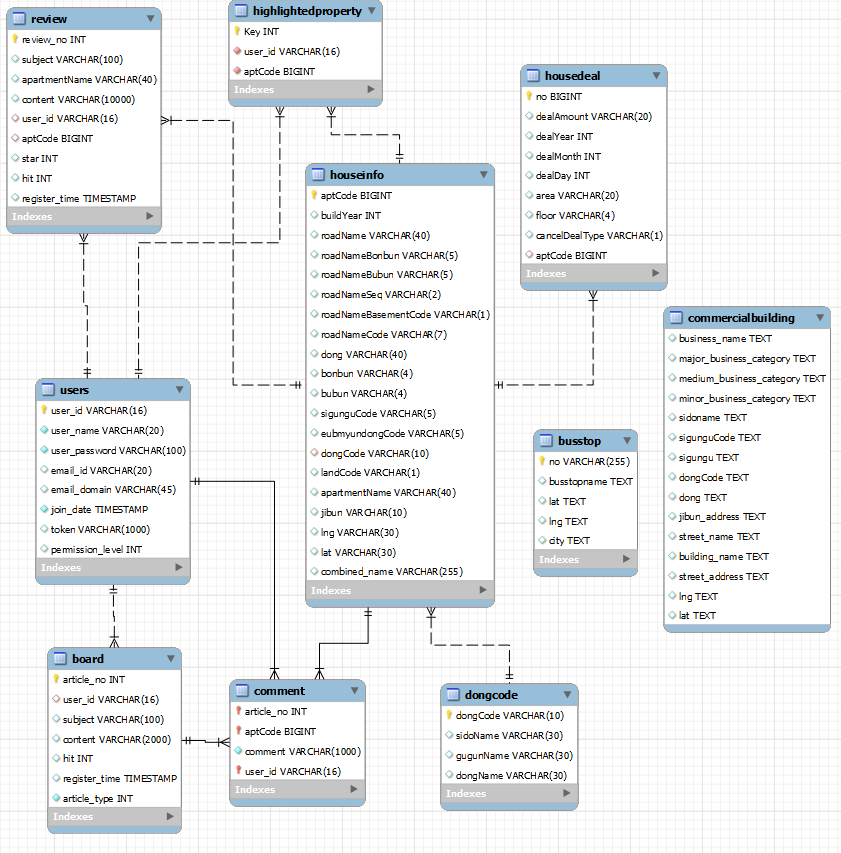 review
review_no INT
subject VARCHAR(100)
apartmentName VARCHAR(40)
content VARCHAR(10000)
user_id VARCHAR(16)
aptCode BIGINT
star INT
hit INT
register_time TIMESTAMP
Indexes
highlightedproperty
Key INT
user_id VARCHAR(16)
aptCode BIGINT
Indexes
housedeal
no BIGINT
dealAmount VARCHAR(20)
dealYear INT
dealMonth INT
dealDay INT
area VARCHAR(20)
floor VARCHAR(4)
cancelDealType VARCHAR(1)
aptCode BIGINT
Indexes
houseinfo
aptCode BIGINT
buildYear INT
roadName VARCHAR(40)
roadNameBonbun VARCHAR(5)
roadNameBubun VARCHAR(5)
roadNameSeq VARCHAR(2)
roadNameBasementCode VARCHAR(1)
roadNameCode VARCHAR(7)
dong VARCHAR(40)
bonbun VARCHAR(4)
bubun VARCHAR(4)
sigunguCode VARCHAR(5)
eubmyundongCode VARCHAR(5)
dongCode VARCHAR(10)
landCode VARCHAR(1)
apartmentName VARCHAR(40)
jibun VARCHAR(10)
lng VARCHAR(30)
lat VARCHAR(30)
combined_name VARCHAR(255)
Indexes
commercialbuilding
business_name TEXT
major_business_category TEXT
medium_business_category TEXT
minor_business_category TEXT
sidoname TEXT
sigunguCode TEXT
sigungu TEXT
dongCode TEXT
dong TEXT
jibun_address TEXT
street_name TEXT
building_name TEXT
street_address TEXT
lng TEXT
lat TEXT
users
user_id VARCHAR(16)
user_name VARCHAR(20)
user_password VARCHAR(100)
email_id VARCHAR(20)
email_domain VARCHAR(45)
join_date TIMESTAMP
token VARCHAR(1000)
permission_level INT
Indexes
busstop
no VARCHAR(255)
busstopname TEXT
lat TEXT
lng TEXT
city TEXT
Indexes
board
article_no INT
user_id VARCHAR(16)
subject VARCHAR(100)
content VARCHAR(2000)
hit INT
register_time TIMESTAMP
article_type INT
Indexes
comment
article_no INT
aptCode BIGINT
comment VARCHAR(1000)
user_id VARCHAR(16)
Indexes
dongcode
dongCode VARCHAR(10)
sidoName VARCHAR(30)
gugunName VARCHAR(30)
dongName VARCHAR(30)
Indexes